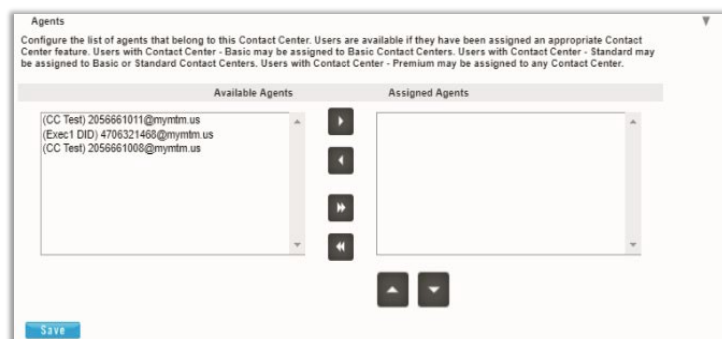 Agents
Configure the list of agents that belong to this Contact Center. Users are available if they have been assigned an appropriate Contact
Center feature. Users with Contact Center - Basic may be assigned to Basic Contact Centers. Users with Contact Center - Standard may
be assigned to Basic or Standard Contact Centers. Users with Contact Center - Premium may be assigned to any Contact Center.
Available Agents Assigned Agents
(CC Test) 2056661011@mymtm.us
(Exec1 DID) 4706321468@mymtm.us
(CC Test) 2056661008@mymtm.us
Save